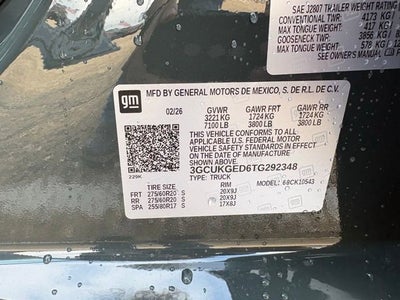 SAE J2807 TRAILER WEIGHT RATING
CONVENTIONAL TWR: 4173 KG
MAX TONGUE WEIGHT: 417 KG
GOOSENECK TWR: 3856 KG
MAX TONGUE WEIGHT: 578 KG
SEE OWNER'S MANUAL
gm
MFD BY GENERAL MOTORS DE MEXICO, S. DE R.L. DE C.V.
02/26 GVWR GAWR FRT GAWR RR
3221 KG 1724 KG 1724 KG
7100 LB 3800 LB 3800 LB
THIS VEHICLE CONFORMS TO ALL
APPLICABLE U.S. FEDERAL MOTOR
VEHICLE SAFETY STANDARDS IN EFFECT
ON THE DATE OF MANUFACTURE SHOWN ABOVE.
3GCUKGED6TG292348
229K TYPE: TRUCK MODEL:
TIRE SIZE RIM
FRT 275/60R20 S 20X9J
RR 275/60R20 S 20X9J
SPA 255/80R17 S 17X8J